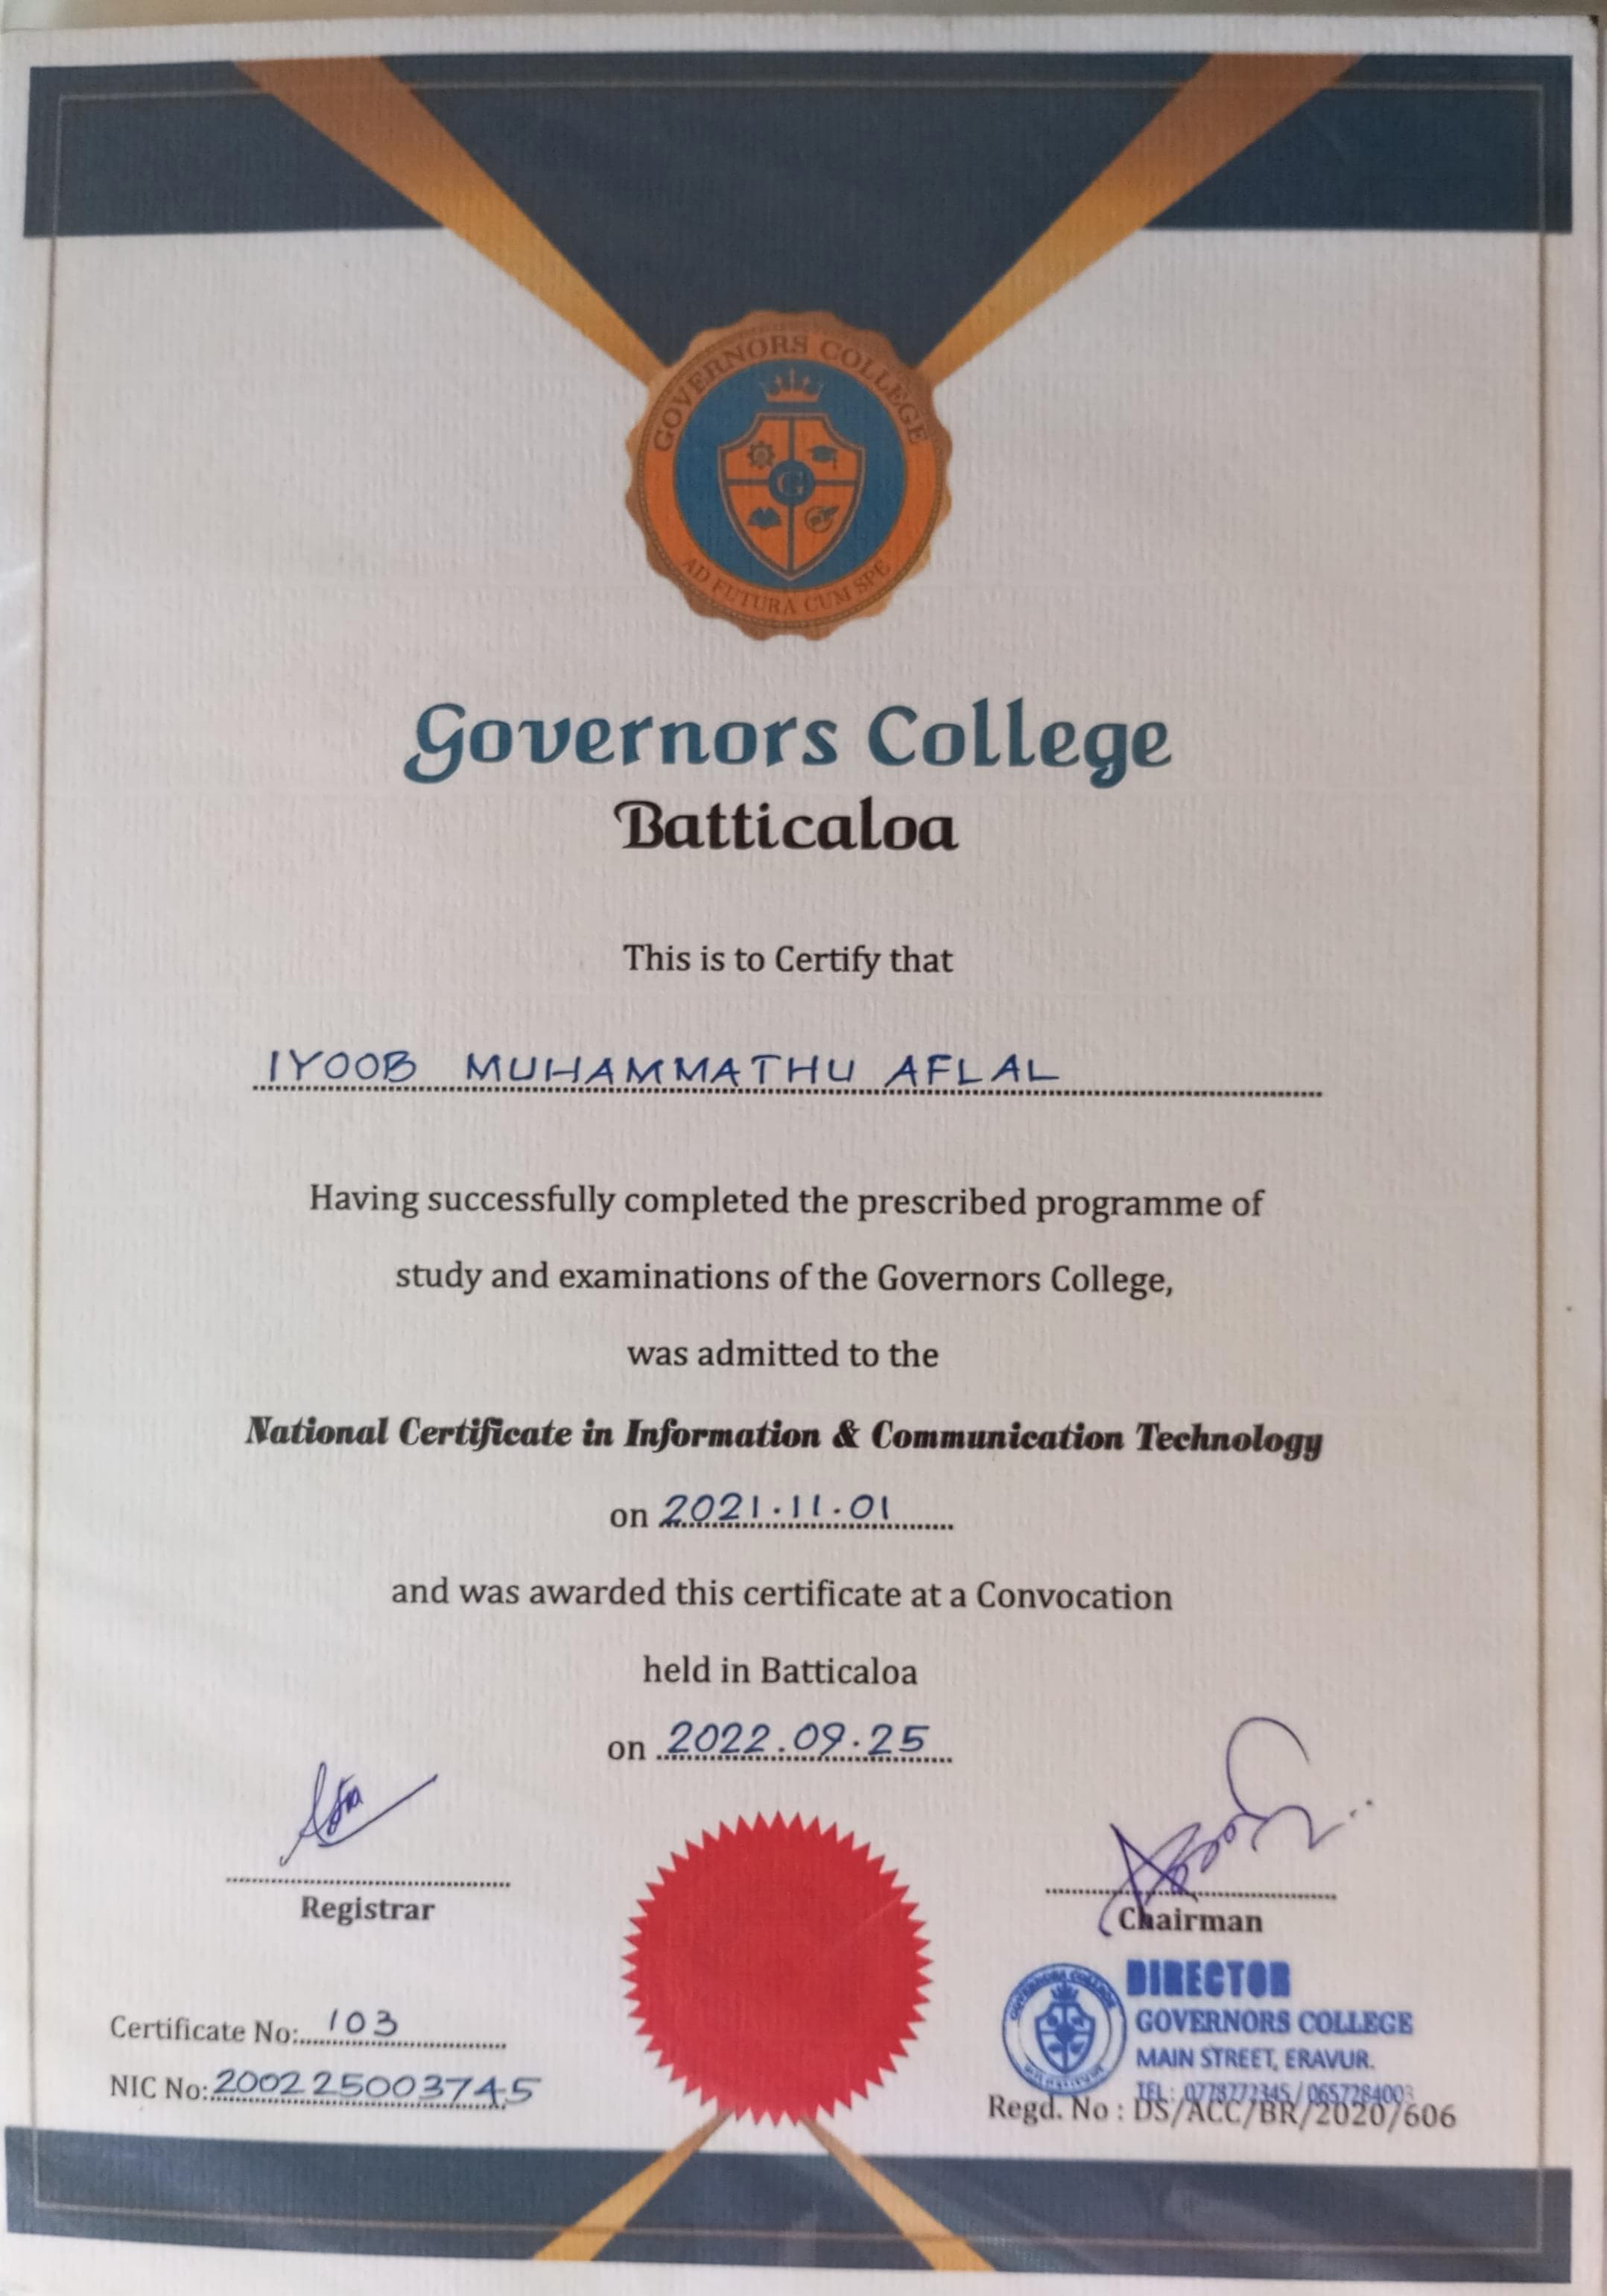 GOVERNORS COLLEGE
G
AD FUTURA CUM SPE
Governors College
Batticaloa
This is to Certify that
IYOOB MUHAMMATHU AFLAL
Having successfully completed the prescribed programme of
study and examinations of the Governors College,
was admitted to the
National Certificate in Information & Communication Technology
on 2021.11.01
and was awarded this certificate at a Convocation
held in Batticaloa
on 2022.09.25
Registrar
Chairman
Certificate No: 103
NIC No: 200225003745
DIRECTOR
GOVERNORS COLLEGE
MAIN STREET, ERAVUR.
TEL: 0778272345 / 0657284003
Regd. No : DS/ACC/BR/2020/606